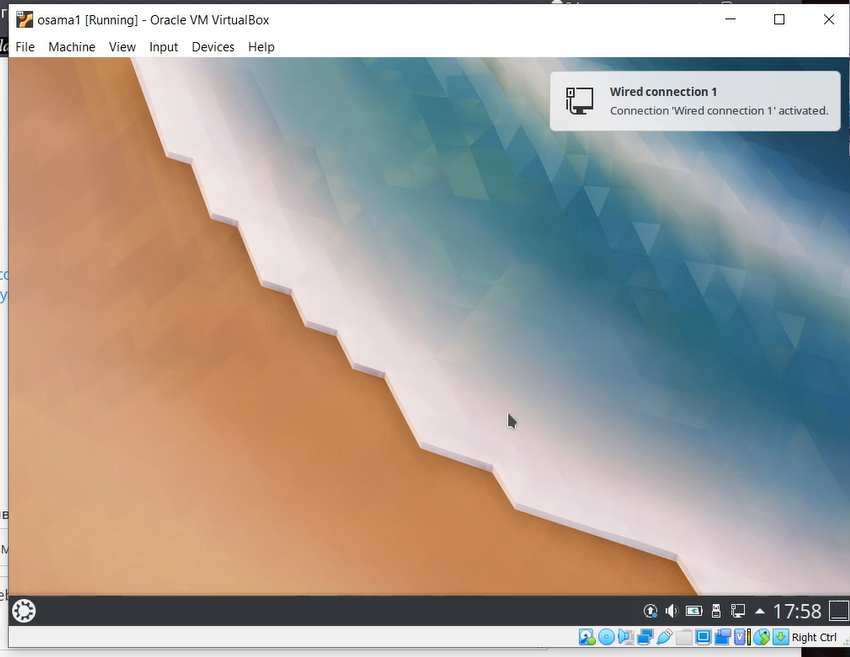 osama1 [Running] - Oracle VM VirtualBox
File Machine View Input Devices Help
Wired connection 1
Connection 'Wired connection 1' activated.
17:58
Right Ctrl